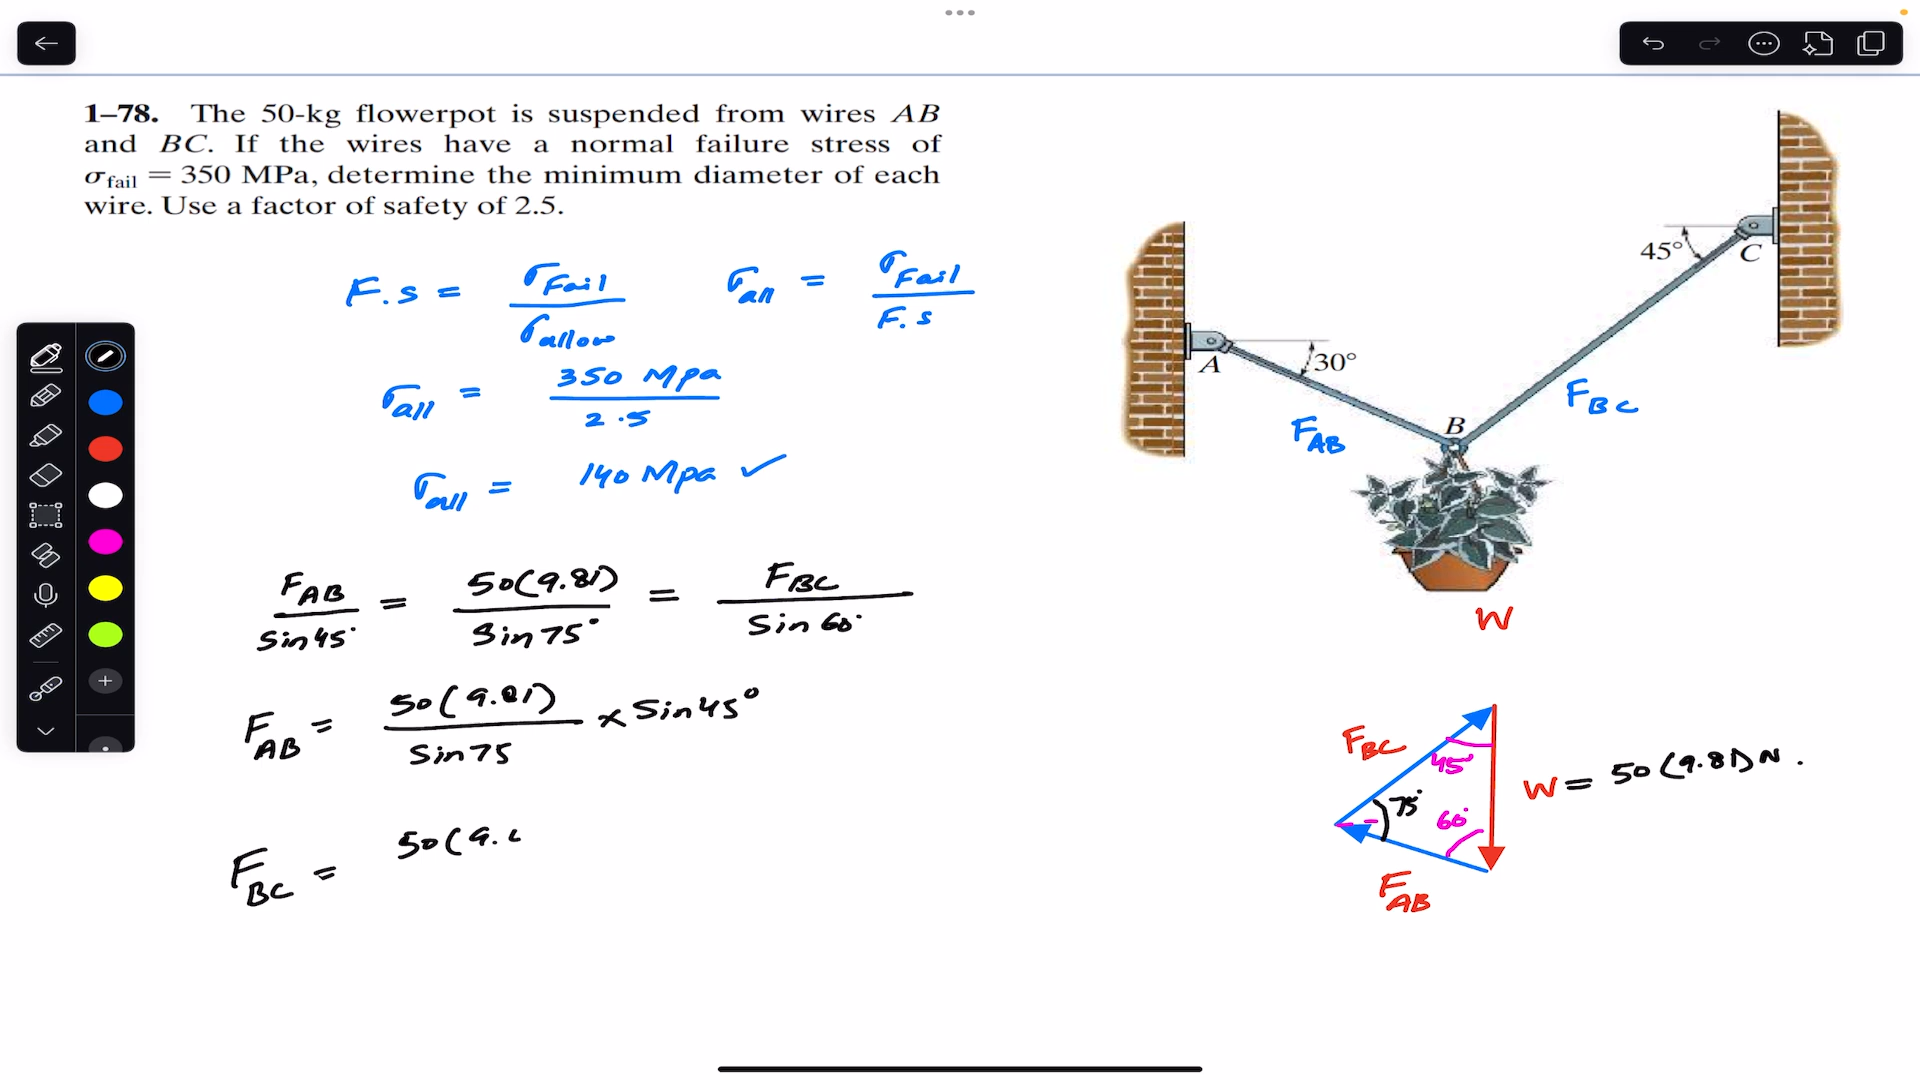 1–78. The 50-kg flowerpot is suspended from wires AB
and BC. If the wires have a normal failure stress of
σfail = 350 MPa, determine the minimum diameter of each
wire. Use a factor of safety of 2.5.
F.S = σFail / σallow
σall = σFail / F.S
σall = 350 Mpa / 2.5
σall = 140 Mpa ✓
FAB / Sin45° = 50(9.81) / Sin75° = FBC / Sin60°
FAB = 50(9.81) / Sin75 × Sin45°
FBC = 50(9.
45°
C
A
30°
B
FAB
FBC
W
FBC
45°
75°
60°
FAB
W = 50(9.81)N.